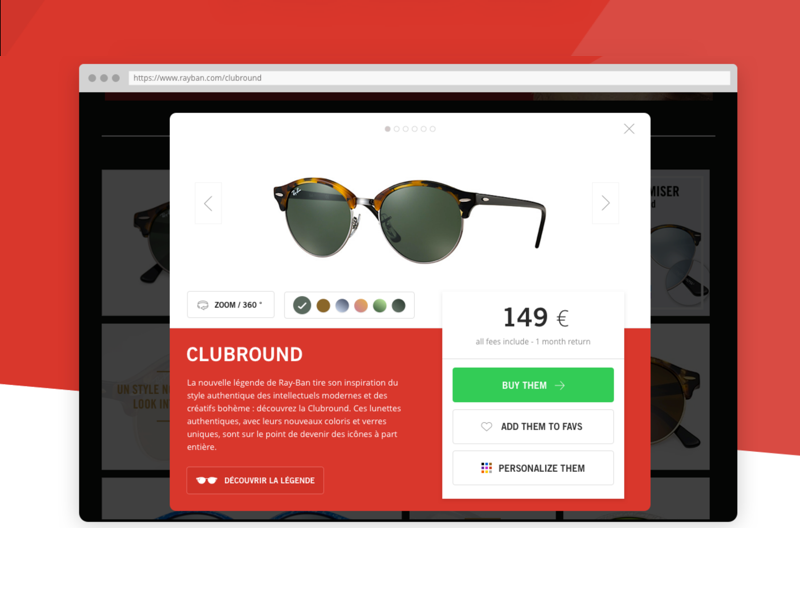 https://www.rayban.com/clubround
MISER
d
Ray-Ban
ZOOM / 360 °
149 €
all fees include - 1 month return
CLUBROUND
La nouvelle légende de Ray-Ban tire son inspiration du
style authentique des intellectuels modernes et des
créatifs bohème : découvrez la Clubround. Ces lunettes
authentiques, avec leurs nouveaux coloris et verres
uniques, sont sur le point de devenir des icônes à part
entière.
DÉCOUVRIR LA LÉGENDE
BUY THEM
ADD THEM TO FAVS
PERSONALIZE THEM
UN STYLE N
LOOK IN